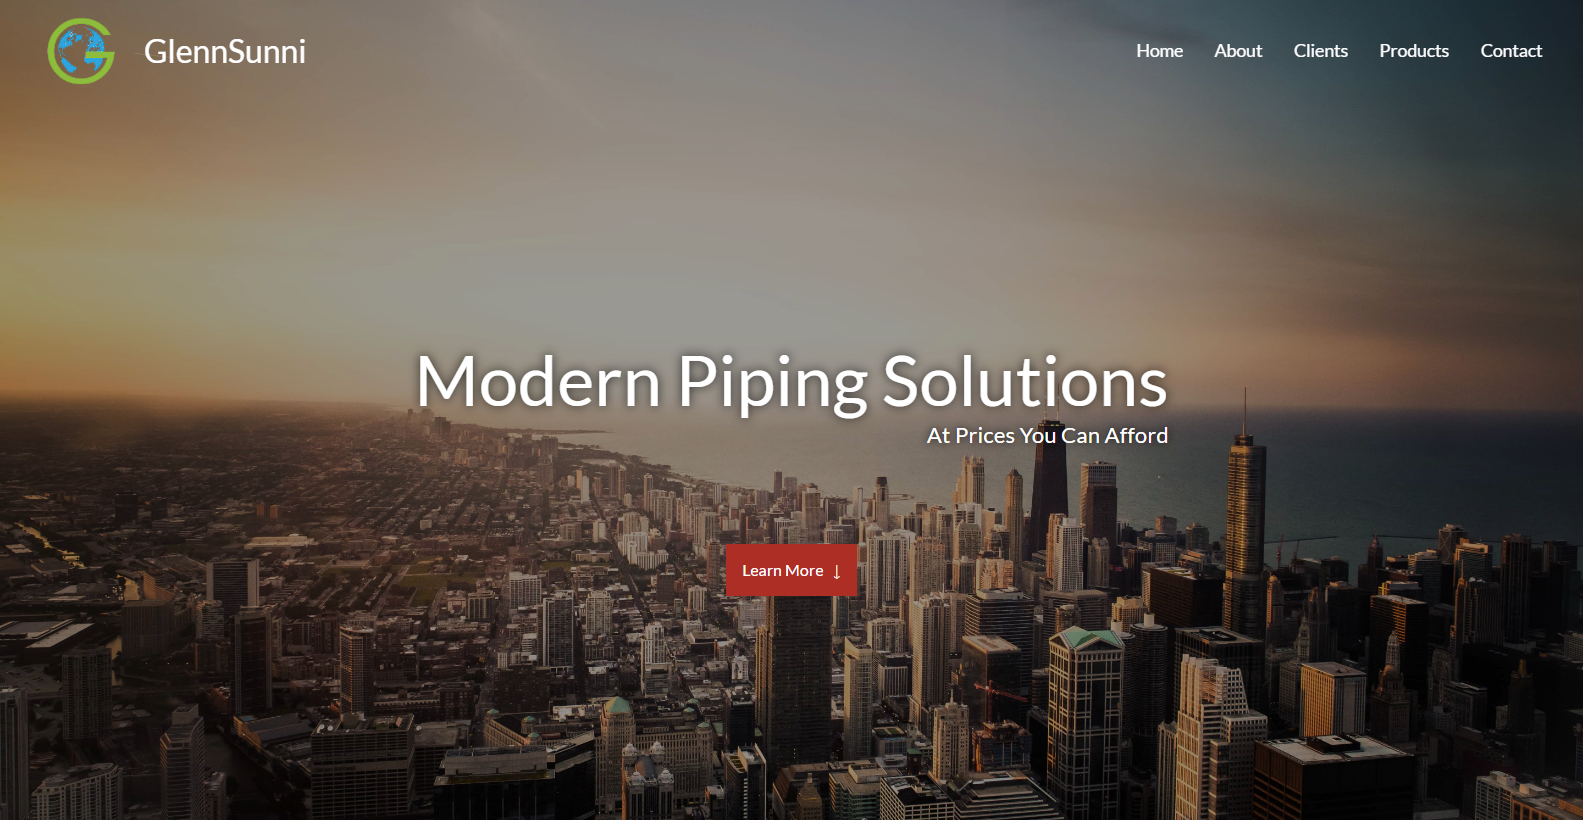 GlennSunni
Home
About
Clients
Products
Contact
Modern Piping Solutions
At Prices You Can Afford
Learn More ↓